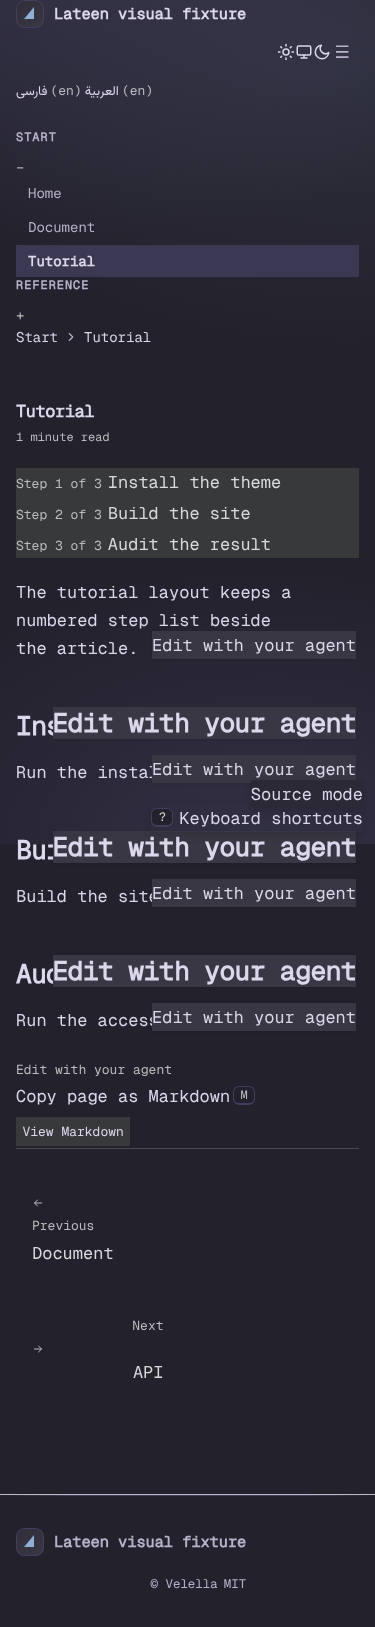 Lateen visual fixture
فارسی (en) العربية (en)
START
−
Home
Document
Tutorial
REFERENCE
+
Start > Tutorial
Tutorial
1 minute read
Step 1 of 3 Install the theme
Step 2 of 3 Build the site
Step 3 of 3 Audit the result
The tutorial layout keeps a
numbered step list beside
the article. Edit with your agent
Edit with your agent
Run the Edit with your agent
Source mode
? Keyboard shortcuts
Edit with your agent
Build the site Edit with your agent
Edit with your agent
Run the Edit with your agent
Edit with your agent
Copy page as Markdown M
View Markdown
←
Previous
Document
Next
→
API
Lateen visual fixture
© Velella MIT